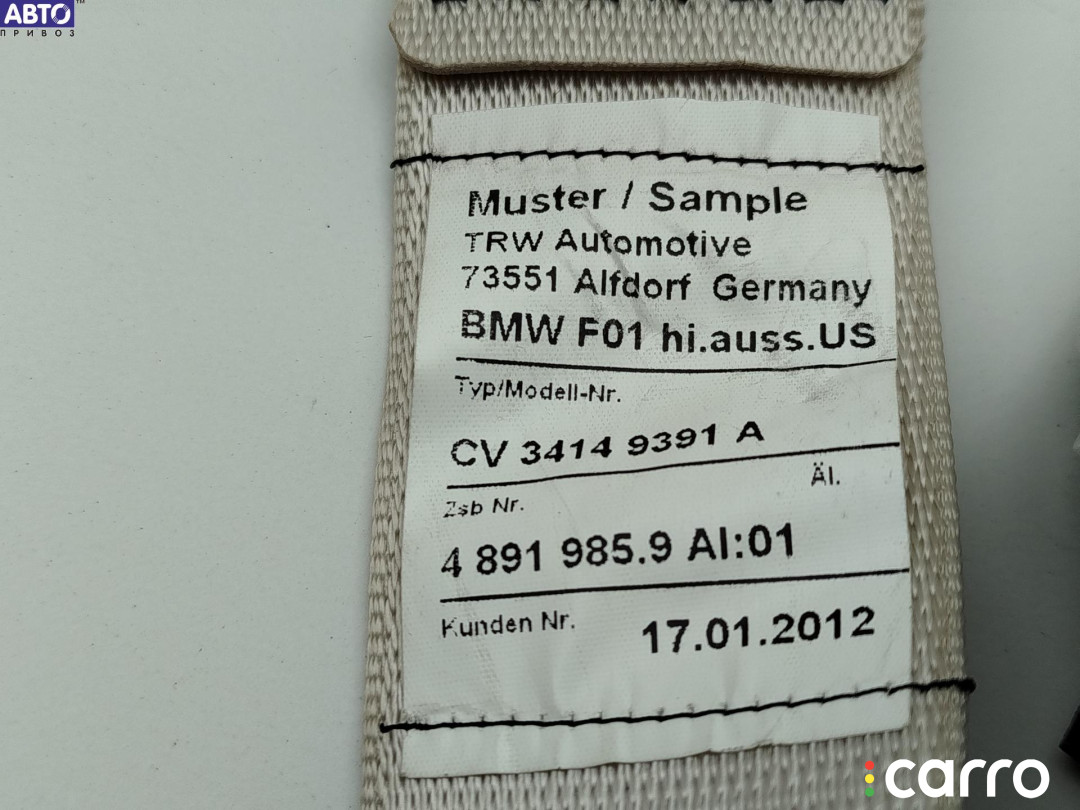 АВТО
ПРИВОЗ
Muster / Sample
TRW Automotive
73551 Alfdorf Germany
BMW F01 hi.auss.US
Typ/Modell-Nr.
CV 3414 9391 A
Zsb Nr. Äl.
4 891 985.9 AI:01
Kunden Nr. 17.01.2012
carro